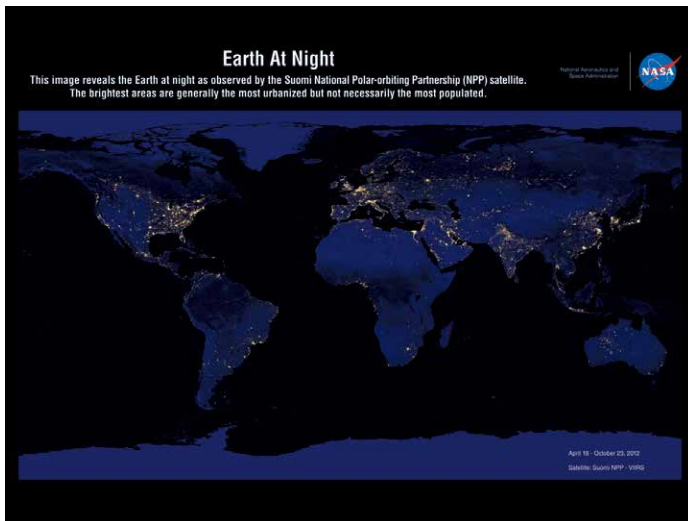 Earth At Night
This image reveals the Earth at night as observed by the Suomi National Polar-orbiting Partnership (NPP) satellite.
The brightest areas are generally the most urbanized but not necessarily the most populated.
National Aeronautics and
Space Administration
NASA
April 18 - October 23, 2012
Satellite: Suomi NPP - VIIRS